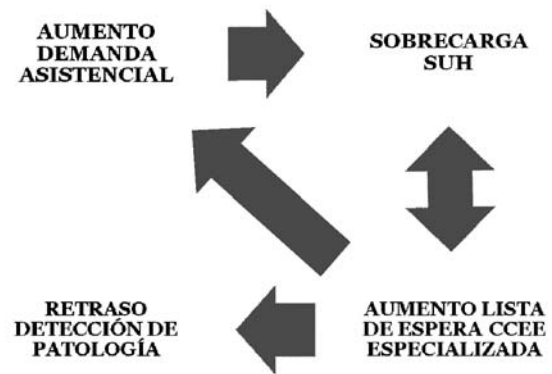 AUMENTO
DEMANDA
ASISTENCIAL
SOBRECARGA
SUH
RETRASO
DETECCIÓN DE
PATOLOGÍA
AUMENTO LISTA
DE ESPERA CCEE
ESPECIALIZADA